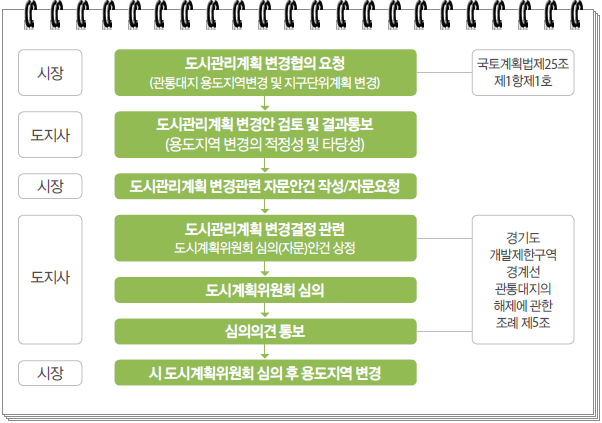 시장
도시관리계획 변경협의 요청
(관통대지 용도지역변경 및 지구단위계획 변경)
국토계획법제25조
제1항제1호
도지사
도시관리계획 변경안 검토 및 결과통보
(용도지역 변경의 적정성 및 타당성)
시장
도시관리계획 변경관련 자문안건 작성/자문요청
도지사
도시관리계획 변경결정 관련
도시계획위원회 심의(자문)안건 상정
도시계획위원회 심의
심의의견 통보
경기도
개발제한구역
경계선
관통대지의
해제에 관한
조례 제5조
시장
시 도시계획위원회 심의 후 용도지역 변경